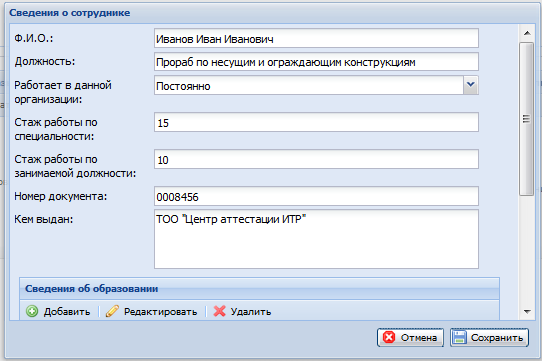 Сведения о сотруднике
Ф.И.О.: Иванов Иван Иванович
Должность: Прораб по несущим и ограждающим конструкциям
Работает в данной организации: Постоянно
Стаж работы по специальности: 15
Стаж работы по занимаемой должности: 10
Номер документа: 0008456
Кем выдан: ТОО "Центр аттестации ИТР"
Сведения об образовании
Добавить Редактировать Удалить
Отмена Сохранить